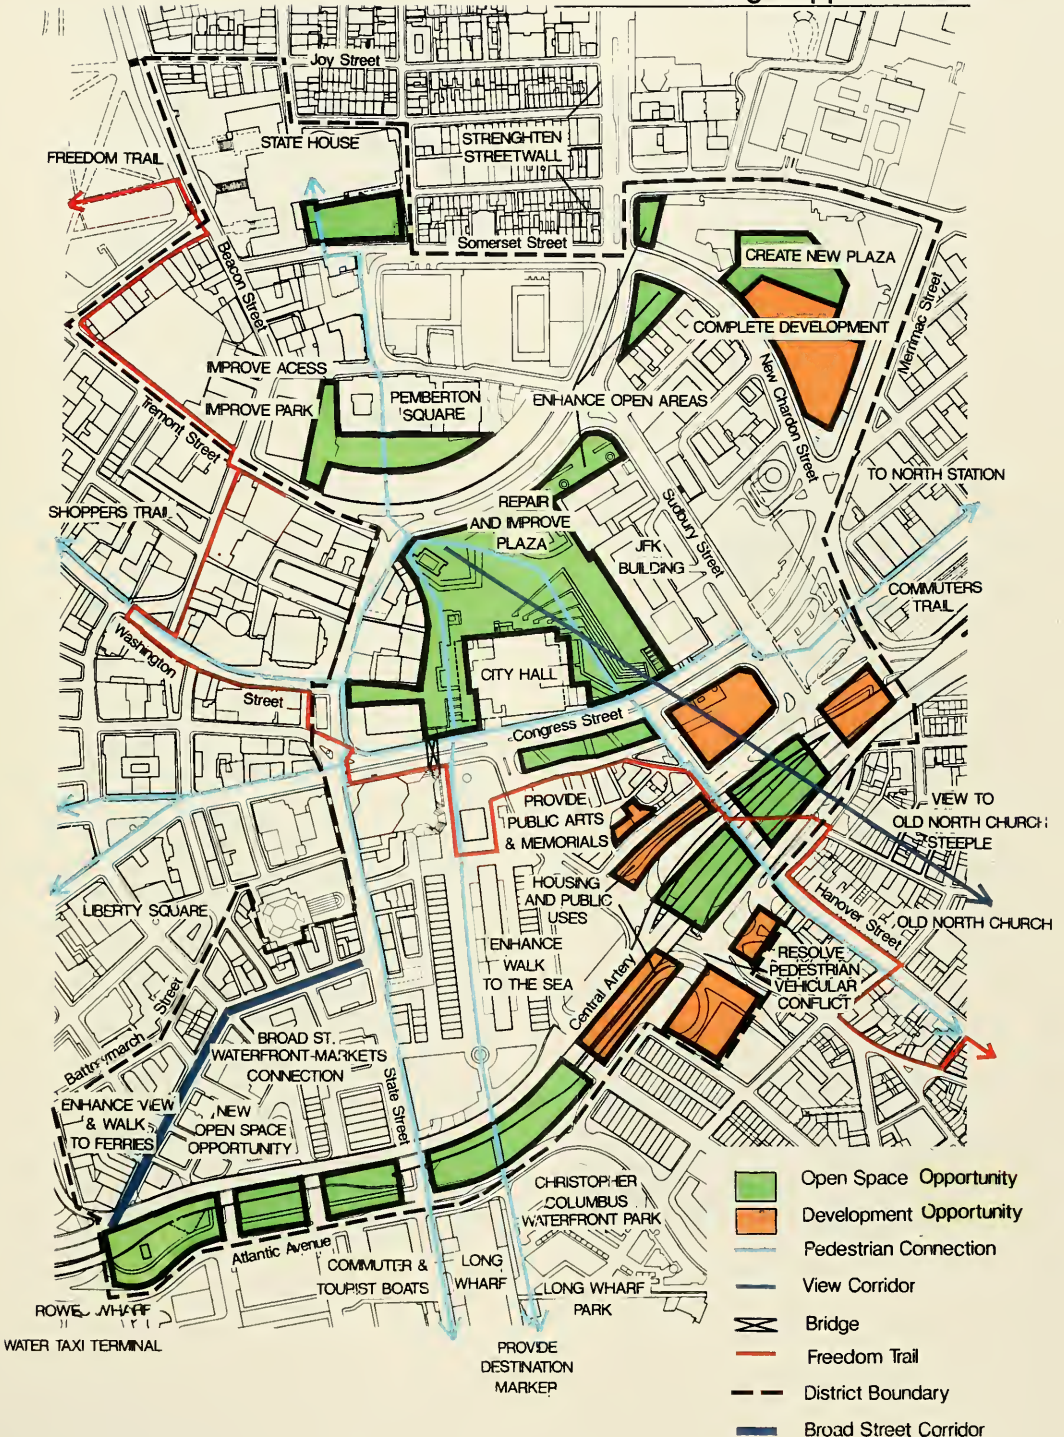 Joy Street
STATE HOUSE
STRENGHTEN
STREETWALL
FREEDOM TRAIL
Somerset Street
Beacon Street
CREATE NEW PLAZA
Merrimac Street
COMPLETE DEVELOPMENT
IMPROVE ACESS
IMPROVE PARK
PEMBERTON
SQUARE
ENHANCE OPEN AREAS
New Chardon Street
Tremont Street
TO NORTH STATION
SHOPPERS TRAIL
REPAIR
AND IMPROVE
PLAZA
Sudbury Street
JFK
BUILDING
COMMUTERS
TRAIL
Washington
Street
CITY HALL
Congress Street
PROVIDE
PUBLIC ARTS
& MEMORIALS
VIEW TO
OLD NORTH CHURCH
STEEPLE
HOUSING
AND PUBLIC
USES
LIBERTY SQUARE
Hanover Street
OLD NORTH CHURCH
ENHANCE
WALK
TO THE SEA
RESOLVE
PEDESTRIAN
VEHICULAR
CONFLICT
Central Artery
Battrymarch Street
BROAD ST.
WATERFRONT-MARKETS
CONNECTION
State Street
ENHANCE VIEW
& WALK
TO FERRIES
NEW
OPEN SPACE
OPPORTUNITY
CHRISTOPHER
COLUMBUS
WATERFRONT PARK
Atlantic Avenue
COMMUTER &
TOURIST BOATS
LONG
WHARF
LONG WHARF
PARK
ROWES WHARF
WATER TAXI TERMINAL
PROVIDE
DESTINATION
MARKER
Open Space Opportunity
Development Opportunity
Pedestrian Connection
View Corridor
Bridge
Freedom Trail
District Boundary
Broad Street Corridor